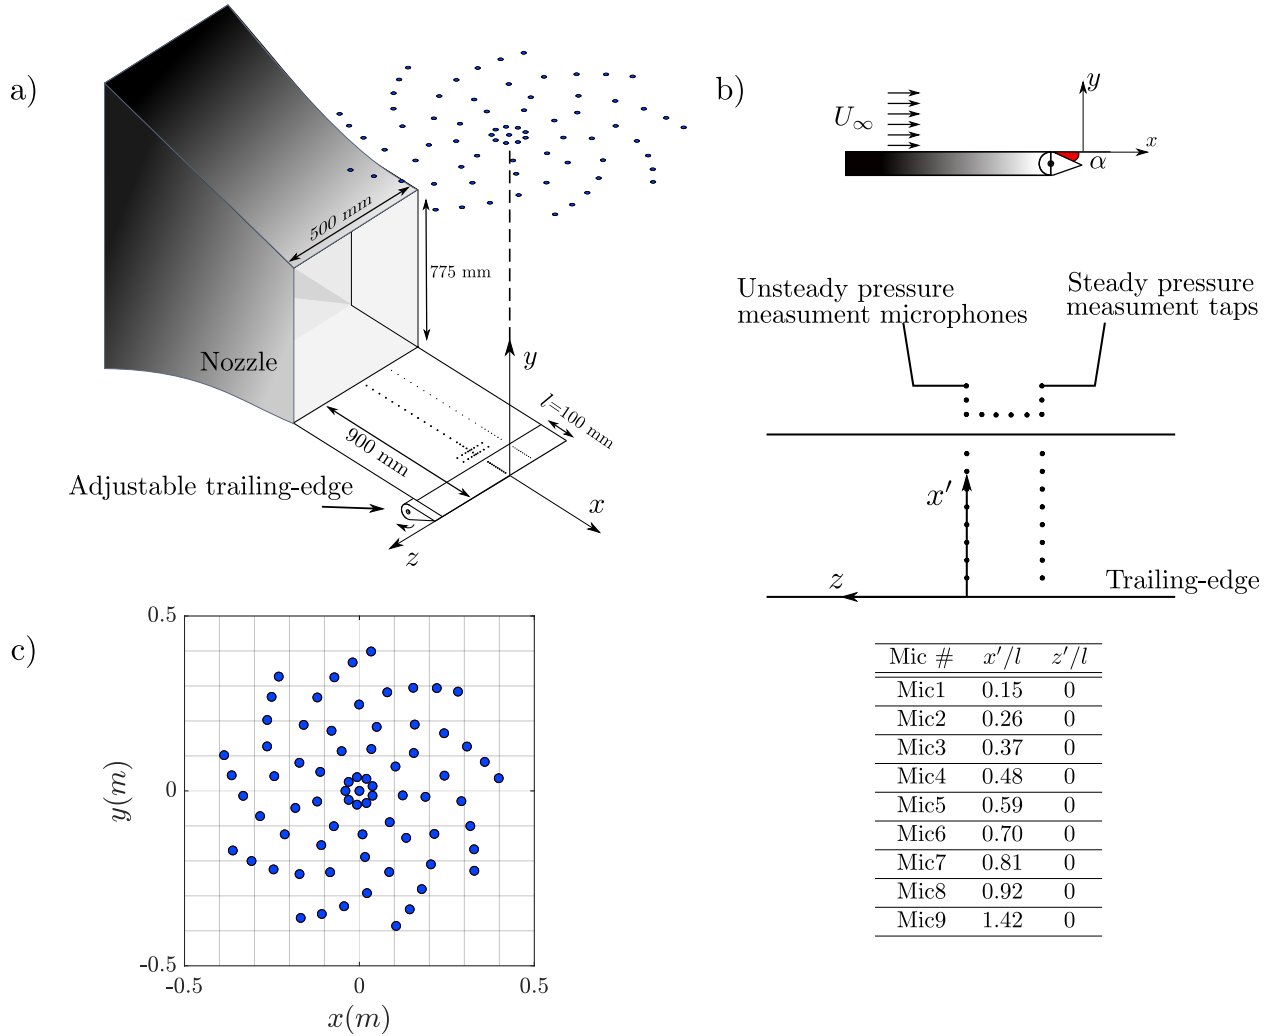 a)
500 mm
775 mm
Nozzle
y
l=100 mm
900 mm
Adjustable trailing-edge
x
z
b)
y
U∞
x
α
Unsteady pressure
measument microphones
Steady pressure
measument taps
x′
z
Trailing-edge
Mic # x′/l z′/l
Mic1 0.15 0
Mic2 0.26 0
Mic3 0.37 0
Mic4 0.48 0
Mic5 0.59 0
Mic6 0.70 0
Mic7 0.81 0
Mic8 0.92 0
Mic9 1.42 0
c)
0.5
0
-0.5
y(m)
-0.5 0 0.5
x(m)